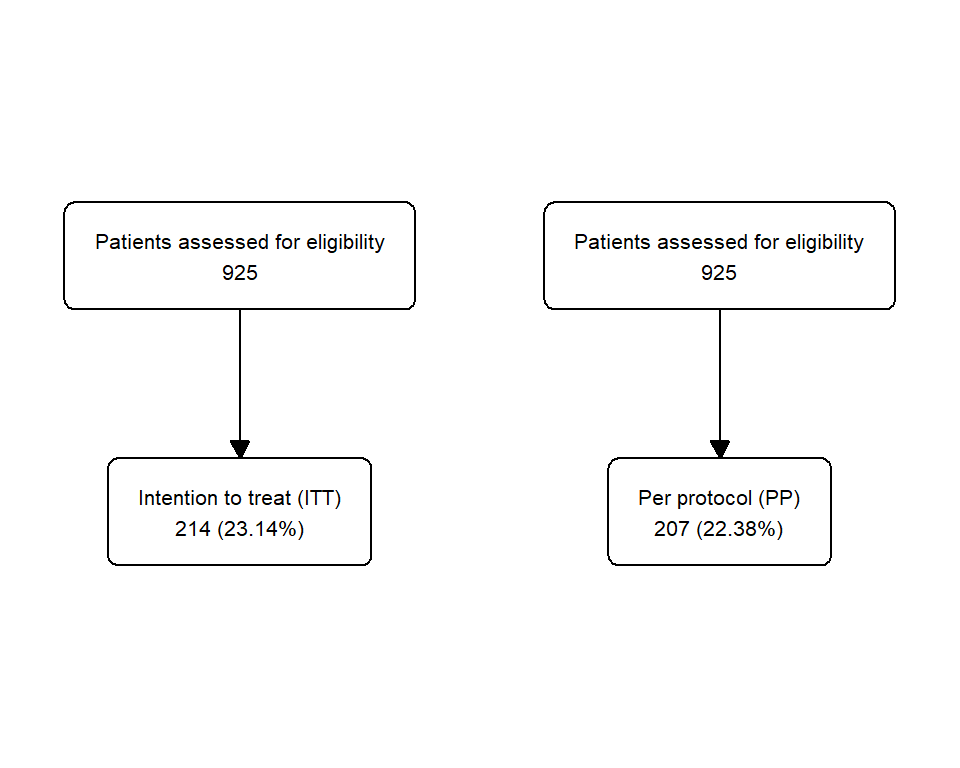 Patients assessed for eligibility
925
Intention to treat (ITT)
214 (23.14%)
Patients assessed for eligibility
925
Per protocol (PP)
207 (22.38%)